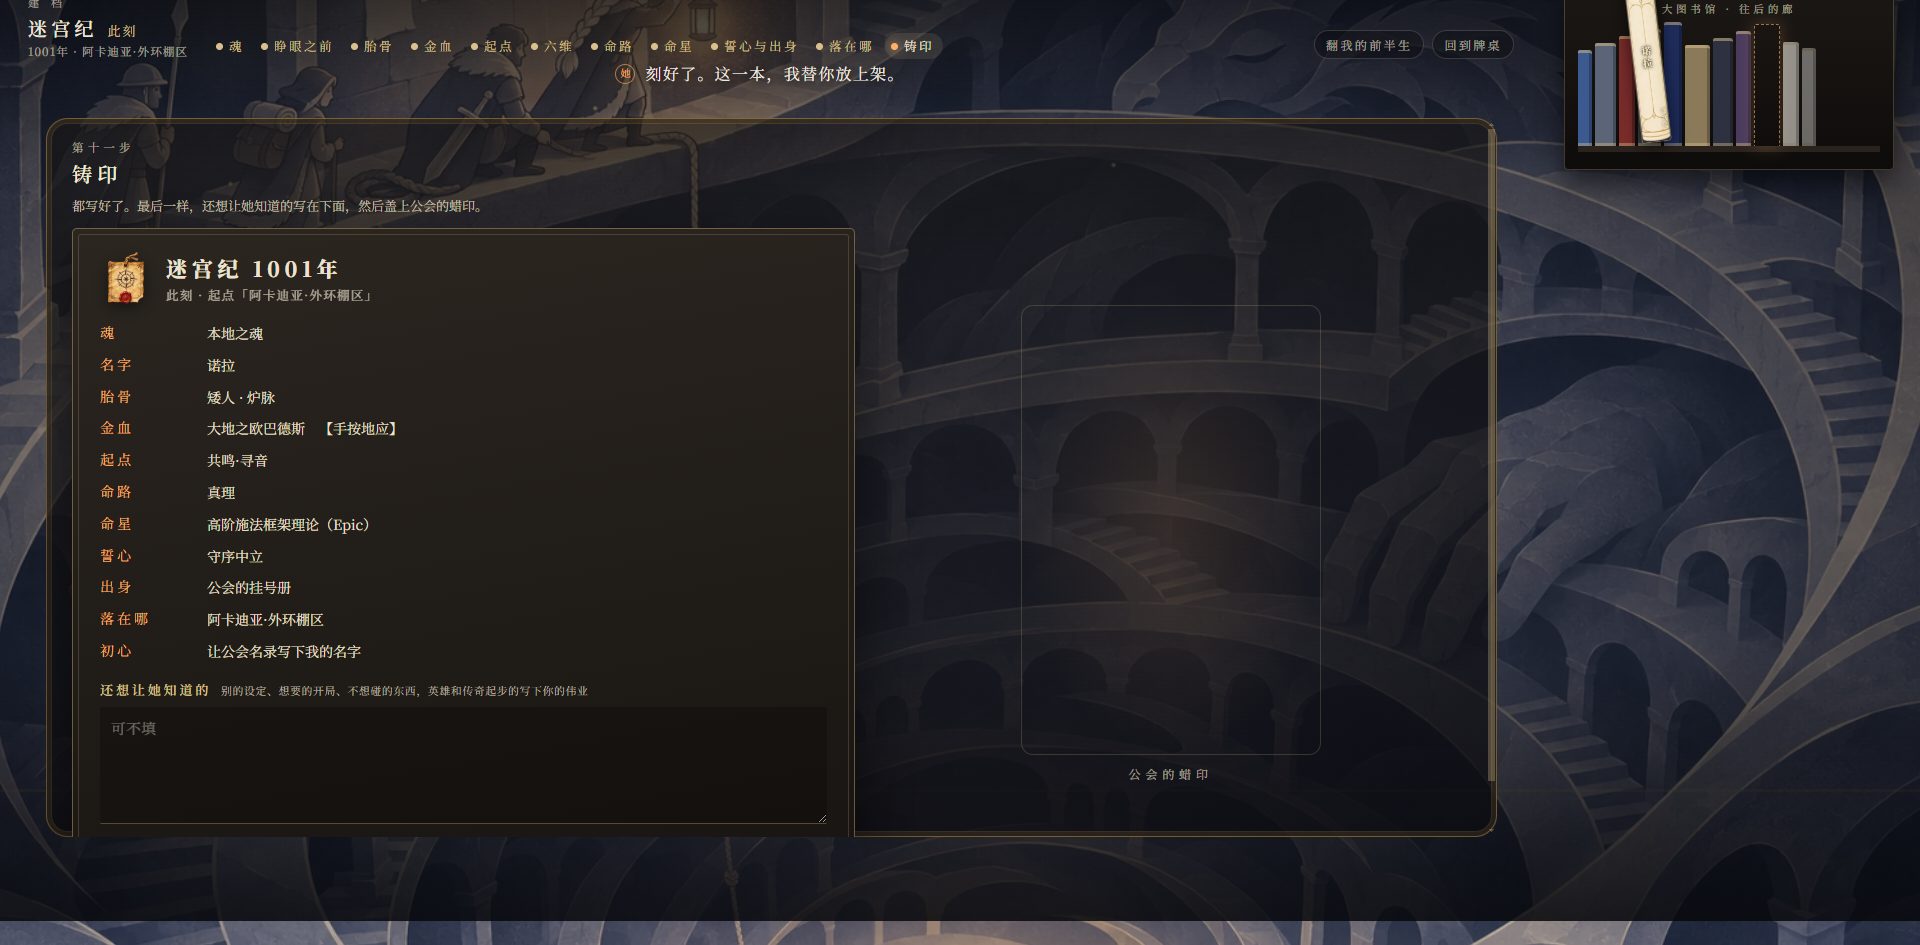 建档
迷宫纪 此刻
1001年 · 阿卡迪亚·外环棚区
魂 睁眼之前 胎骨 金血 起点 六维 命路 命星 誓心与出身 落在哪 铸印
翻我的前半生 回到牌桌
大图书馆 · 往后的廊
诺拉
她 刻好了。这一本，我替你放上架。
第十一步
铸印
都写好了。最后一样，还想让她知道的写在下面，然后盖上公会的蜡印。
迷宫纪 1001年
此刻 · 起点「阿卡迪亚·外环棚区」
魂 本地之魂
名字 诺拉
胎骨 矮人 · 炉脉
金血 大地之欧巴德斯 【手按地应】
起点 共鸣·寻音
命路 真理
命星 高阶施法框架理论（Epic）
誓心 守序中立
出身 公会的挂号册
落在哪 阿卡迪亚·外环棚区
初心 让公会名录写下我的名字
还想让她知道的 别的设定、想要的开局、不想碰的东西，英雄和传奇起步的写下你的伟业
可不填
公会的蜡印